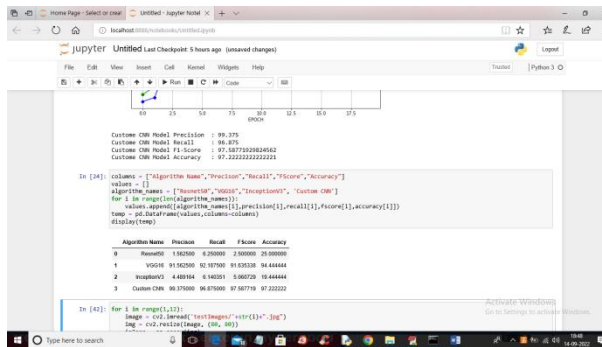 Home Page - Select or creat
Untitled - Jupyter Notel
localhost:8888/notebooks/Untitled.ipynb
jupyter Untitled Last Checkpoint: 5 hours ago (unsaved changes)
Logout
File Edit View Insert Cell Kernel Widgets Help
Trusted Python 3
Run Code
0.0 2.5 5.0 7.5 10.0 12.5 15.0 17.5
EPOCH
Custome CNN Model Precision : 99.375
Custome CNN Model Recall : 96.875
Custome CNN Model F1-Score : 97.58771929824562
Custome CNN Model Accuracy : 97.22222222222221
In [24]: columns = ["Algorithm Name","Precison","Recall","FScore","Accuracy"]
values = []
algorithm_names = ["Resnet50","VGG16","InceptionV3", 'Custom CNN']
for i in range(len(algorithm_names)):
values.append([algorithm_names[i],precision[i],recall[i],fscore[i],accuracy[i]])
temp = pd.DataFrame(values,columns=columns)
display(temp)
Algorithm Name Precison Recall FScore Accuracy
0 Resnet50 1.562500 6.250000 2.500000 25.000000
1 VGG16 91.562500 92.187500 91.635338 94.444444
2 InceptionV3 4.489164 6.140351 5.060729 19.444444
3 Custom CNN 99.375000 96.875000 97.587719 97.222222
In [42]: for i in range(1,12):
image = cv2.imread('testImages/'+str(i)+".jpg")
img = cv2.resize(image, (80, 80))
Activate Windows
Go to Settings to activate Windows.
Type here to search
10:48
14-09-2022